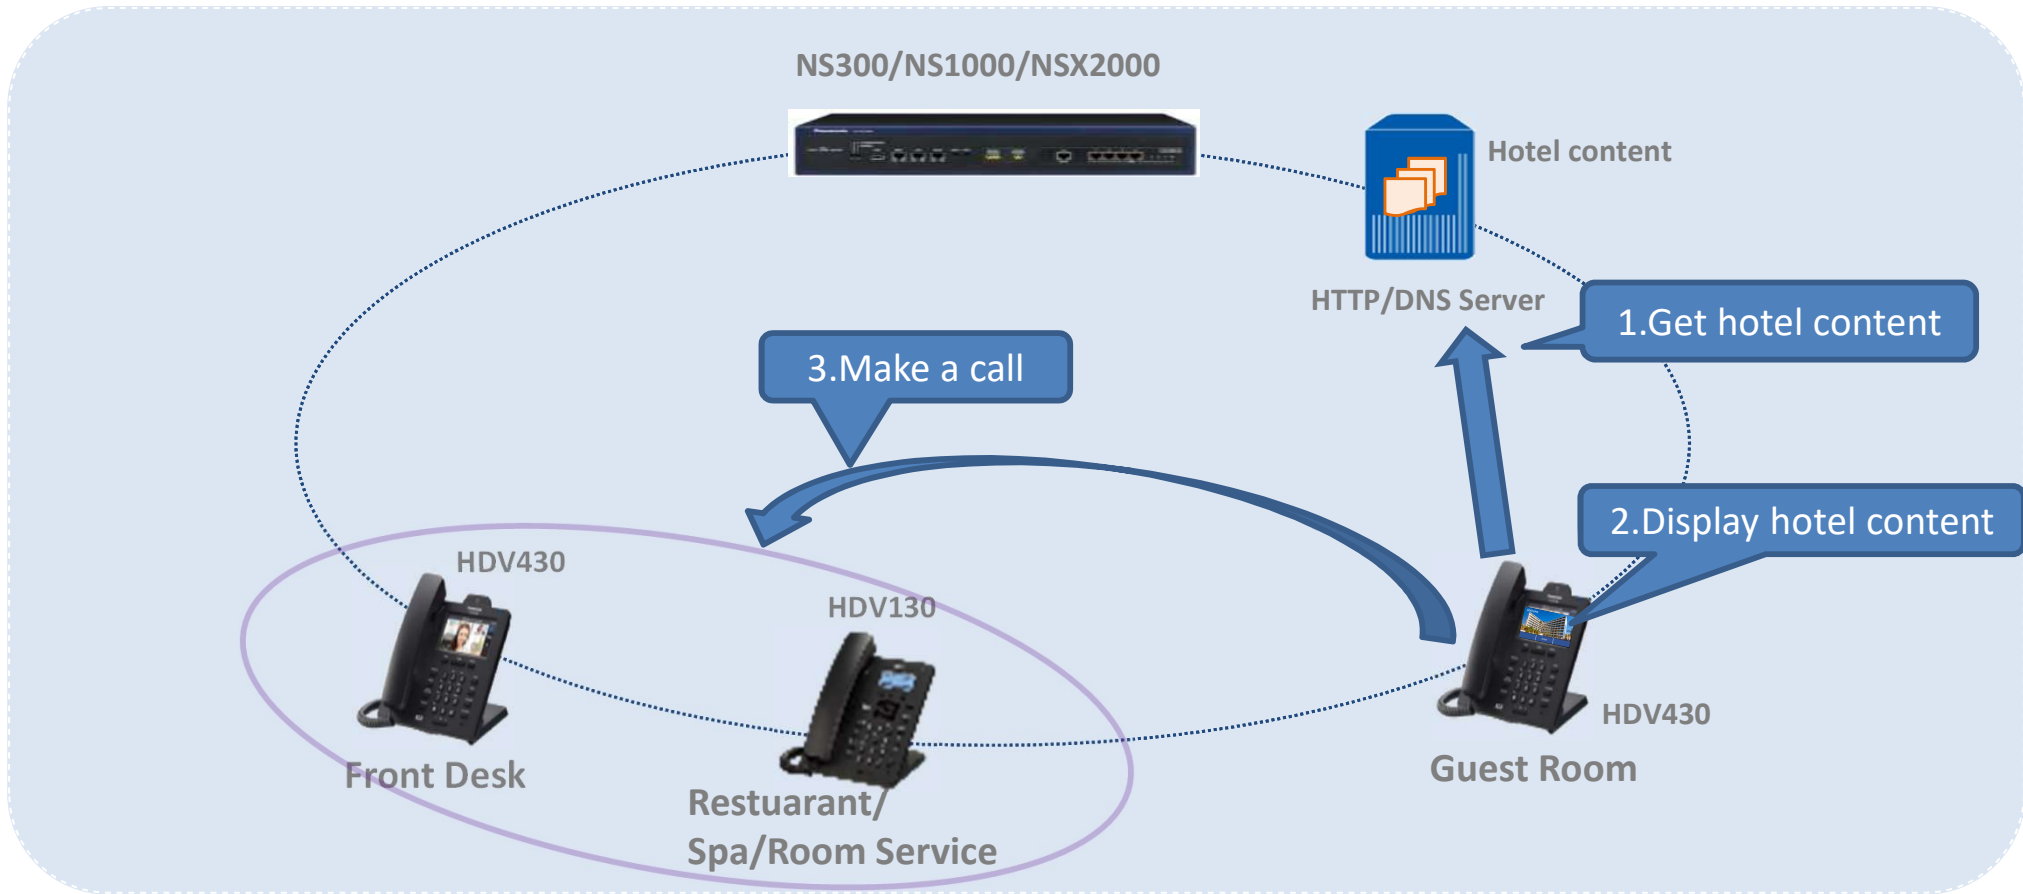 NS300/NS1000/NSX2000
Hotel content
HTTP/DNS Server
1.Get hotel content
3.Make a call
2.Display hotel content
HDV430
HDV130
HDV430
Front Desk
Guest Room
Restuarant/
Spa/Room Service